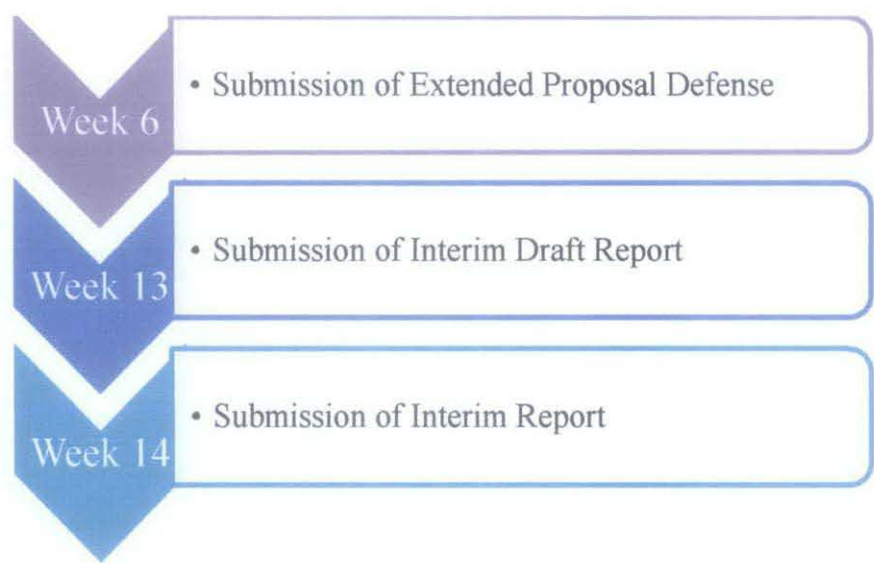 Week 6
• Submission of Extended Proposal Defense
Week 13
• Submission of Interim Draft Report
Week 14
• Submission of Interim Report